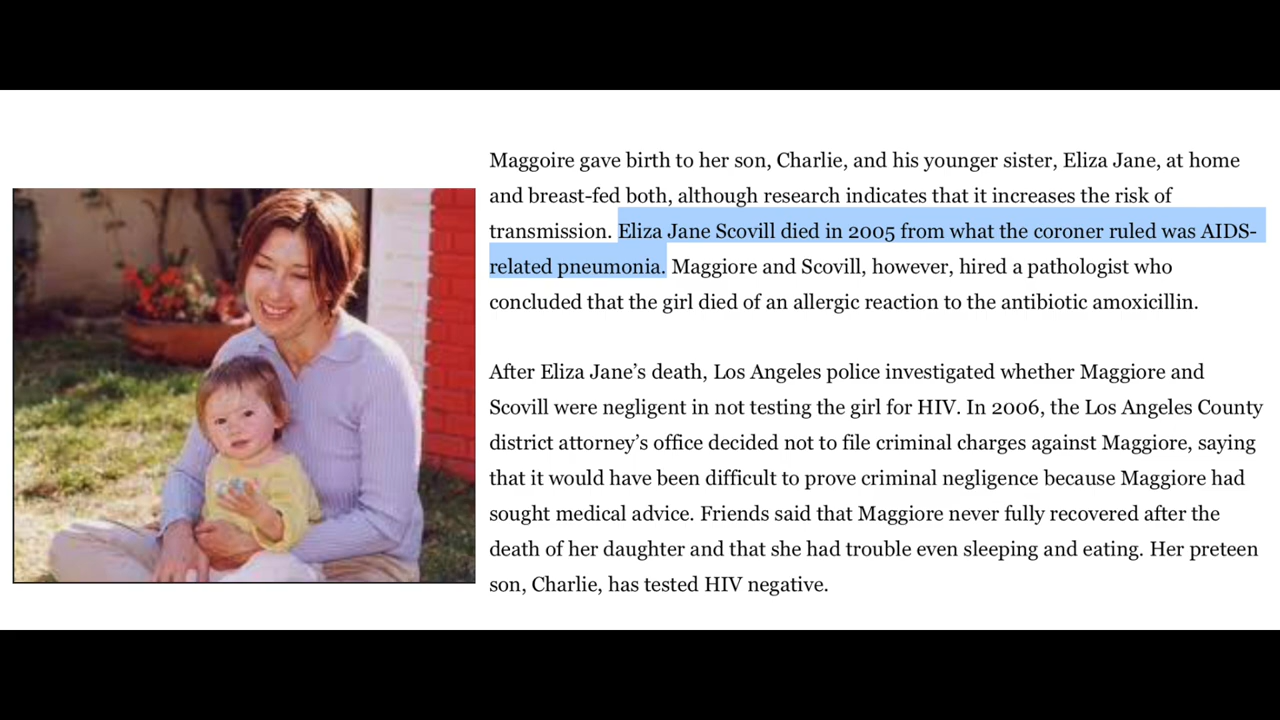 Maggoire gave birth to her son, Charlie, and his younger sister, Eliza Jane, at home
and breast-fed both, although research indicates that it increases the risk of
transmission. Eliza Jane Scovill died in 2005 from what the coroner ruled was AIDS-
related pneumonia. Maggiore and Scovill, however, hired a pathologist who
concluded that the girl died of an allergic reaction to the antibiotic amoxicillin.
After Eliza Jane’s death, Los Angeles police investigated whether Maggiore and
Scovill were negligent in not testing the girl for HIV. In 2006, the Los Angeles County
district attorney’s office decided not to file criminal charges against Maggiore, saying
that it would have been difficult to prove criminal negligence because Maggiore had
sought medical advice. Friends said that Maggiore never fully recovered after the
death of her daughter and that she had trouble even sleeping and eating. Her preteen
son, Charlie, has tested HIV negative.